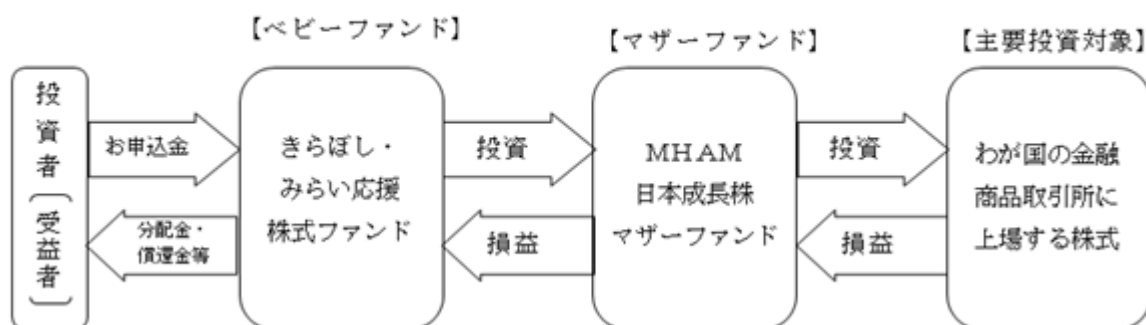 【ベビーファンド】
【マザーファンド】
【主要投資対象】
投資者
(受益者)
お申込金
分配金・
償還金等
きらぼし・
みらい応援
株式ファンド
投資
損益
MHAM
日本成長株
マザーファンド
投資
損益
わが国の金融
商品取引所に
上場する株式